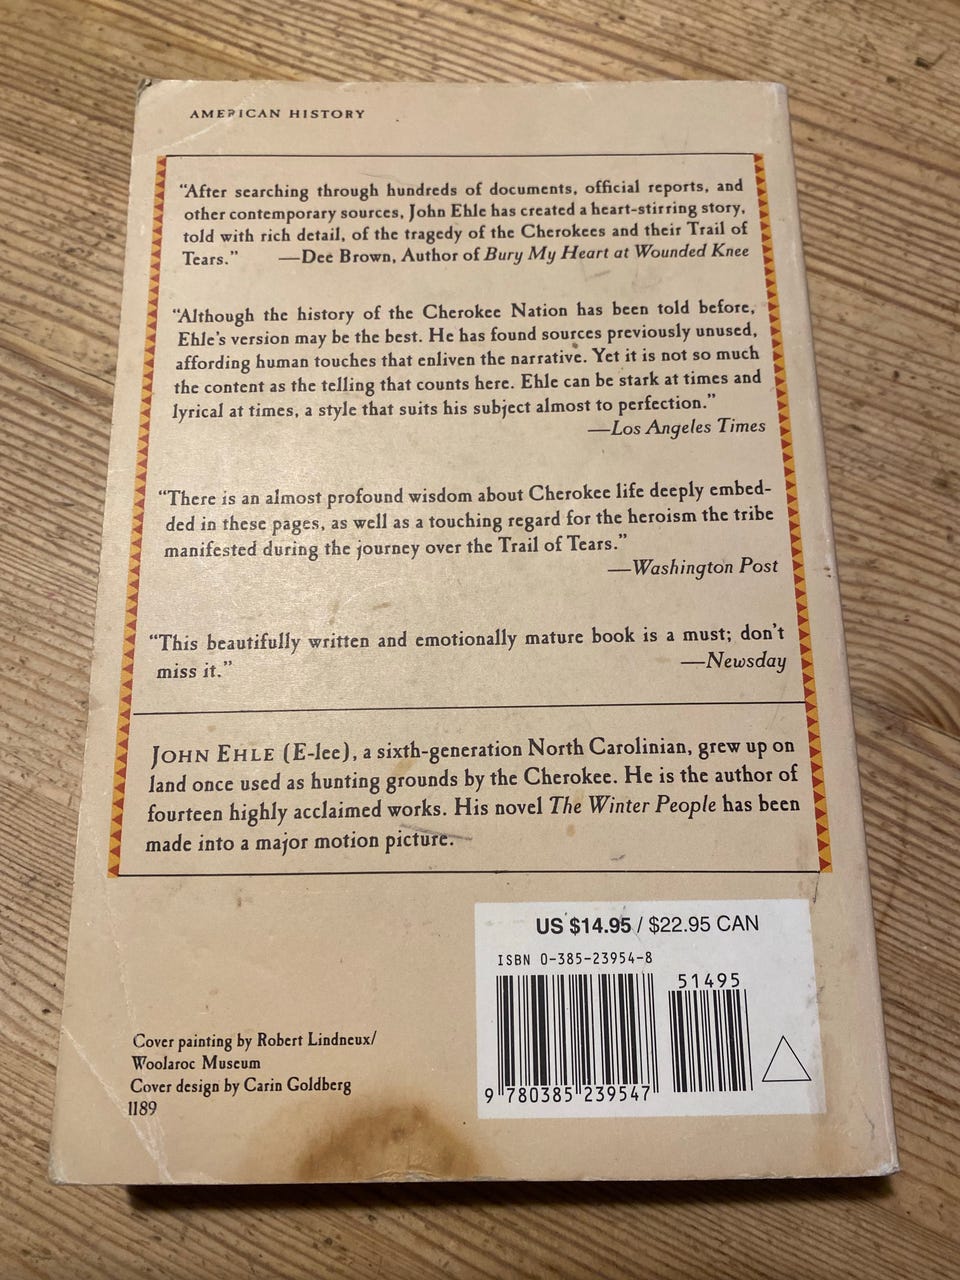 AMERICAN HISTORY
“After searching through hundreds of documents, official reports, and
other contemporary sources, John Ehle has created a heart-stirring story,
told with rich detail, of the tragedy of the Cherokees and their Trail of
Tears.” —Dee Brown, Author of Bury My Heart at Wounded Knee
“Although the history of the Cherokee Nation has been told before,
Ehle’s version may be the best. He has found sources previously unused,
affording human touches that enliven the narrative. Yet it is not so much
the content as the telling that counts here. Ehle can be stark at times and
lyrical at times, a style that suits his subject almost to perfection.”
—Los Angeles Times
“There is an almost profound wisdom about Cherokee life deeply embed-
ded in these pages, as well as a touching regard for the heroism the tribe
manifested during the journey over the Trail of Tears.”
—Washington Post
“This beautifully written and emotionally mature book is a must; don’t
miss it.” —Newsday
JOHN EHLE (E-lee), a sixth-generation North Carolinian, grew up on
land once used as hunting grounds by the Cherokee. He is the author of
fourteen highly acclaimed works. His novel The Winter People has been
made into a major motion picture.
US $14.95 / $22.95 CAN
ISBN 0-385-23954-8
51495
9 780385 239547
Cover painting by Robert Lindneux/
Woolaroc Museum
Cover design by Carin Goldberg
1189